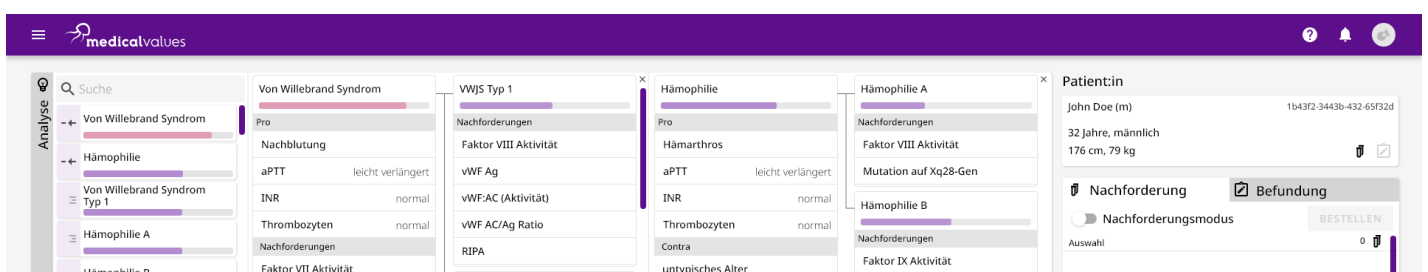 medicalvalues
Analyse
Suche
Von Willebrand Syndrom
Hämophilie
Von Willebrand Syndrom
Typ 1
Hämophilie A
Hämophilie B
Von Willebrand Syndrom
Pro
Nachblutung
aPTT leicht verlängert
INR normal
Thrombozyten normal
Nachforderungen
Faktor VII Aktivität
VWJS Typ 1
Nachforderungen
Faktor VIII Aktivität
vWF Ag
vWF:AC (Aktivität)
vWF AC/Ag Ratio
RIPA
Hämophilie
Pro
Hämarthros
aPTT leicht verlängert
INR normal
Thrombozyten normal
Contra
untypisches Alter
Hämophilie A
Nachforderungen
Faktor VIII Aktivität
Mutation auf Xq28-Gen
Hämophilie B
Nachforderungen
Faktor IX Aktivität
Patient:in
John Doe (m) 1b43f2-3443b-432-65f32d
32 Jahre, männlich
176 cm, 79 kg
Nachforderung
Befundung
Nachforderungsmodus
BESTELLEN
Auswahl 0